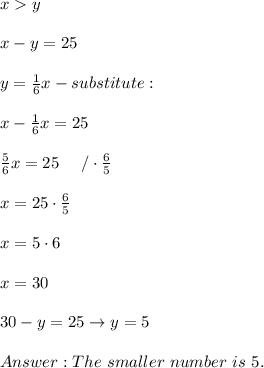 x > y
x − y = 25
y = 1/6 x − substitute :
x − 1/6 x = 25
5/6 x = 25 / · 6/5
x = 25 · 6/5
x = 5 · 6
x = 30
30 − y = 25 → y = 5
Answer : The smaller number is 5.